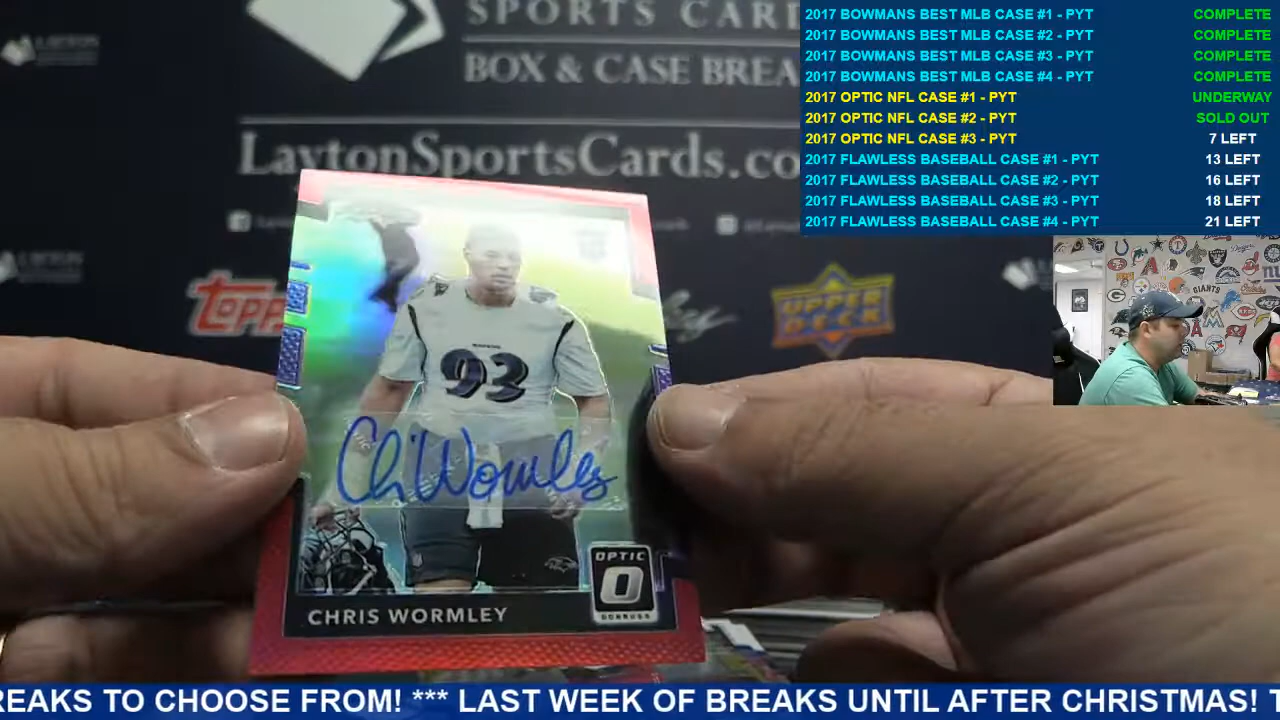 SPORTS CARD
BOX & CASE BREA
LaytonSportsCards.co
TOPP
UPPER
DECK
2017 BOWMANS BEST MLB CASE #1 - PYT COMPLETE
2017 BOWMANS BEST MLB CASE #2 - PYT COMPLETE
2017 BOWMANS BEST MLB CASE #3 - PYT COMPLETE
2017 BOWMANS BEST MLB CASE #4 - PYT COMPLETE
2017 OPTIC NFL CASE #1 - PYT UNDERWAY
2017 OPTIC NFL CASE #2 - PYT SOLD OUT
2017 OPTIC NFL CASE #3 - PYT 7 LEFT
2017 FLAWLESS BASEBALL CASE #1 - PYT 13 LEFT
2017 FLAWLESS BASEBALL CASE #2 - PYT 16 LEFT
2017 FLAWLESS BASEBALL CASE #3 - PYT 18 LEFT
2017 FLAWLESS BASEBALL CASE #4 - PYT 21 LEFT
GIANTS
93
Ch Wormley
OPTIC
O
DONRUSS
CHRIS WORMLEY
REAKS TO CHOOSE FROM! *** LAST WEEK OF BREAKS UNTIL AFTER CHRISTMAS! T